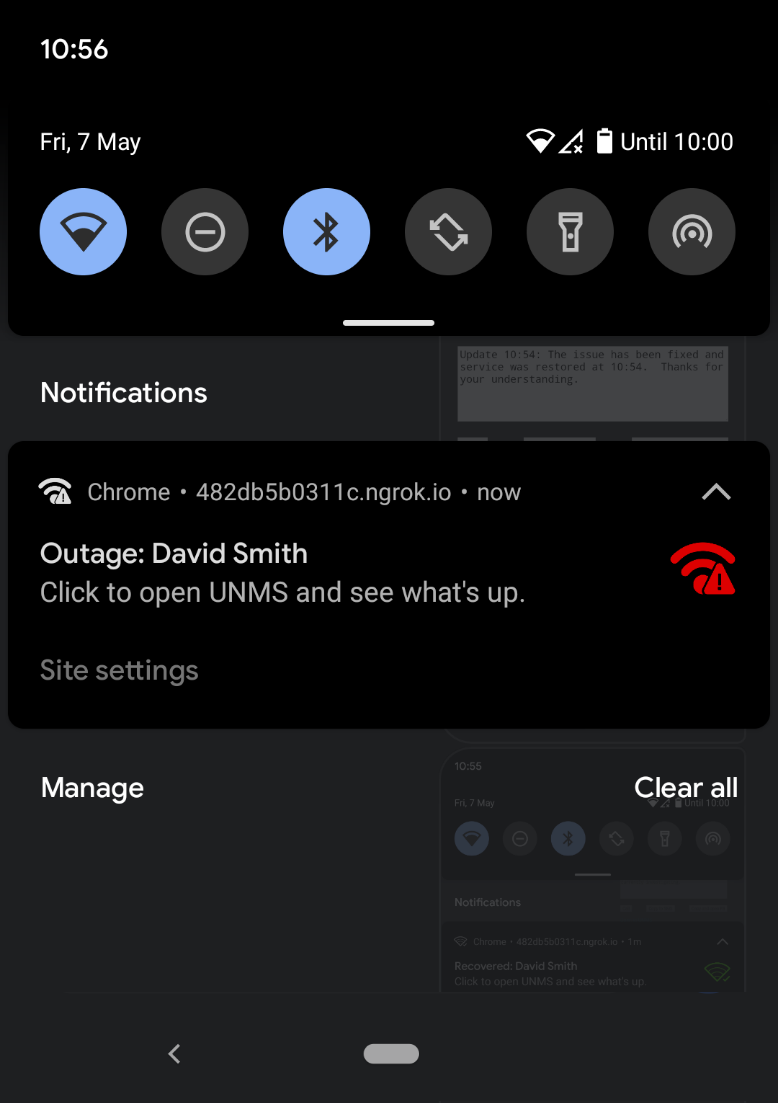 10:56
Fri, 7 May
Until 10:00
Update 10:54: The issue has been fixed and
service was restored at 10:54.  Thanks for
your understanding.
Notifications
Chrome • 482db5b0311c.ngrok.io • now
Outage: David Smith
Click to open UNMS and see what's up.
Site settings
10:55
Manage
Clear all
Fri, 7 May
Until 10:00
Notifications
Chrome • 482db5b0311c.ngrok.io • 1m
Recovered: David Smith
Click to open UNMS and see what's up.